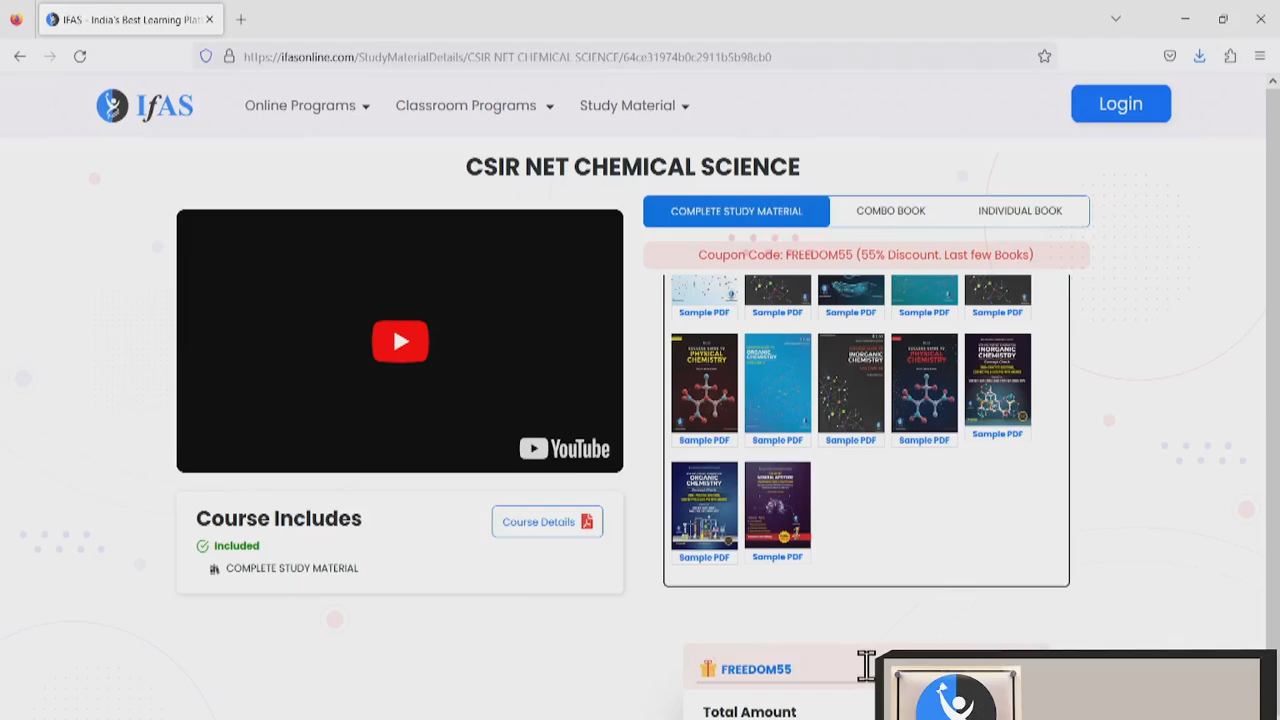 IFAS - India's Best Learning Plat
https://ifasonline.com/StudyMaterialDetails/CSIR NET CHEMICAL SCIENCE/64ce31974b0c2911b5b98cb0
IfAS
Online Programs
Classroom Programs
Study Material
Login
CSIR NET CHEMICAL SCIENCE
COMPLETE STUDY MATERIAL
COMBO BOOK
INDIVIDUAL BOOK
Coupon Code: FREEDOM55 (55% Discount. Last few Books)
Sample PDF
Sample PDF
Sample PDF
Sample PDF
Sample PDF
PHYSICAL
CHEMISTRY
ORGANIC
CHEMISTRY
INORGANIC
CHEMISTRY
PHYSICAL
CHEMISTRY
INORGANIC
CHEMISTRY
Sample PDF
Sample PDF
Sample PDF
Sample PDF
Sample PDF
ORGANIC
CHEMISTRY
GENERAL APTITUDE
Sample PDF
Sample PDF
YouTube
Course Includes
Course Details
Included
COMPLETE STUDY MATERIAL
FREEDOM55
Total Amount